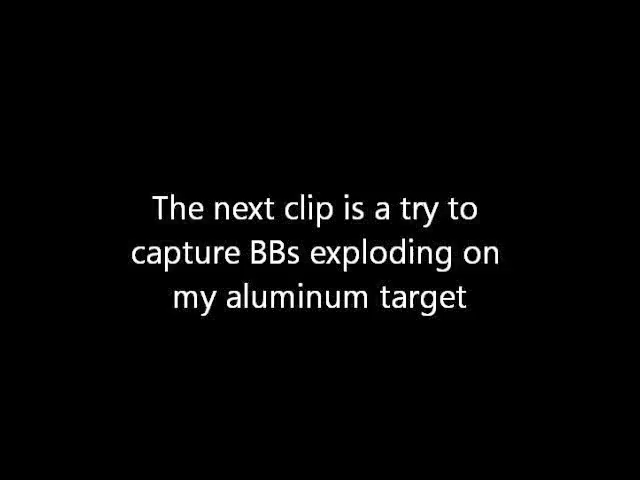 The next clip is a try to
capture BBs exploding on
my aluminum target